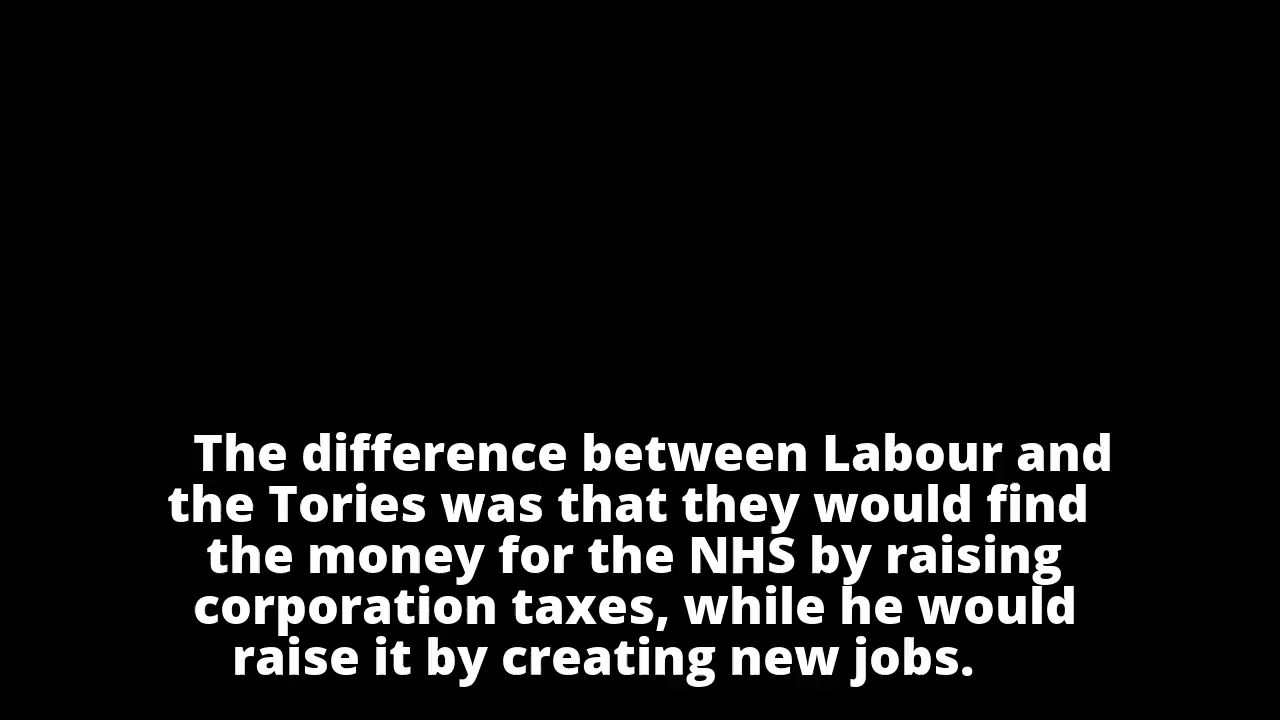 The difference between Labour and
the Tories was that they would find
the money for the NHS by raising
corporation taxes, while he would
raise it by creating new jobs.